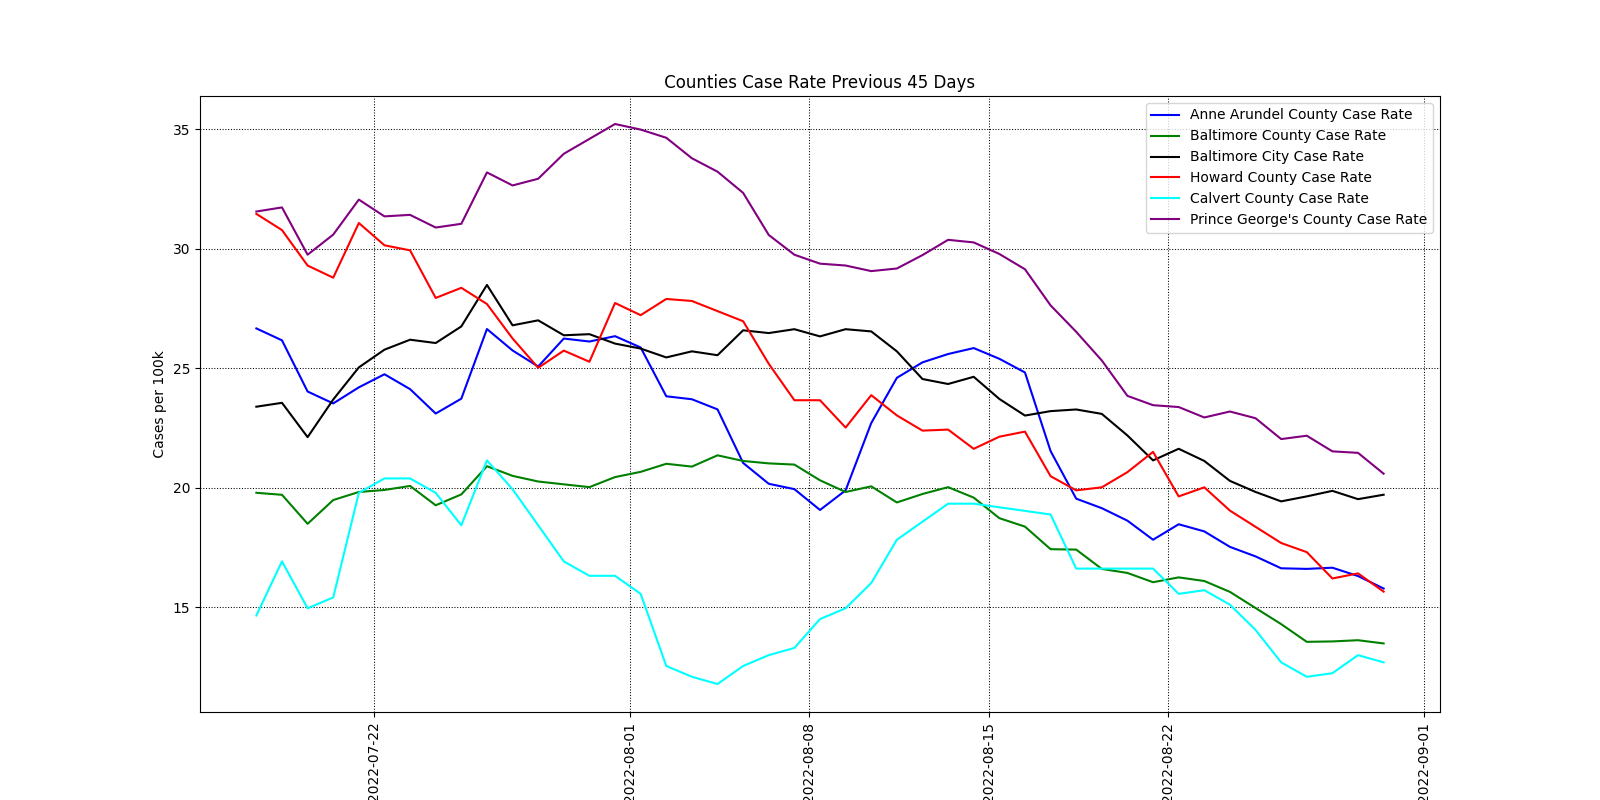 Counties Case Rate Previous 45 Days
Anne Arundel County Case Rate
Baltimore County Case Rate
Baltimore City Case Rate
Howard County Case Rate
Calvert County Case Rate
Prince George's County Case Rate
Cases per 100k
35
30
25
20
15
2022-07-22
2022-08-01
2022-08-08
2022-08-15
2022-08-22
2022-09-01